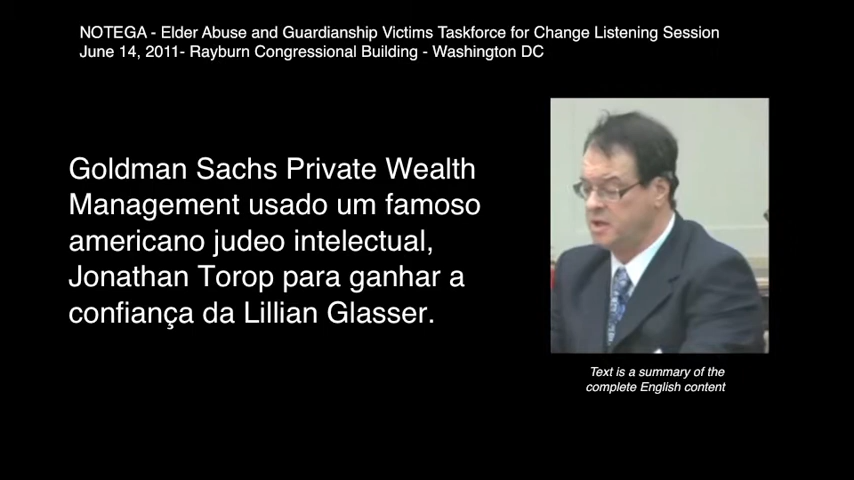 NOTEGA - Elder Abuse and Guardianship Victims Taskforce for Change Listening Session
June 14, 2011- Rayburn Congressional Building - Washington DC
Goldman Sachs Private Wealth
Management usado um famoso
americano judeo intelectual,
Jonathan Torop para ganhar a
confiança da Lillian Glasser.
Text is a summary of the
complete English content